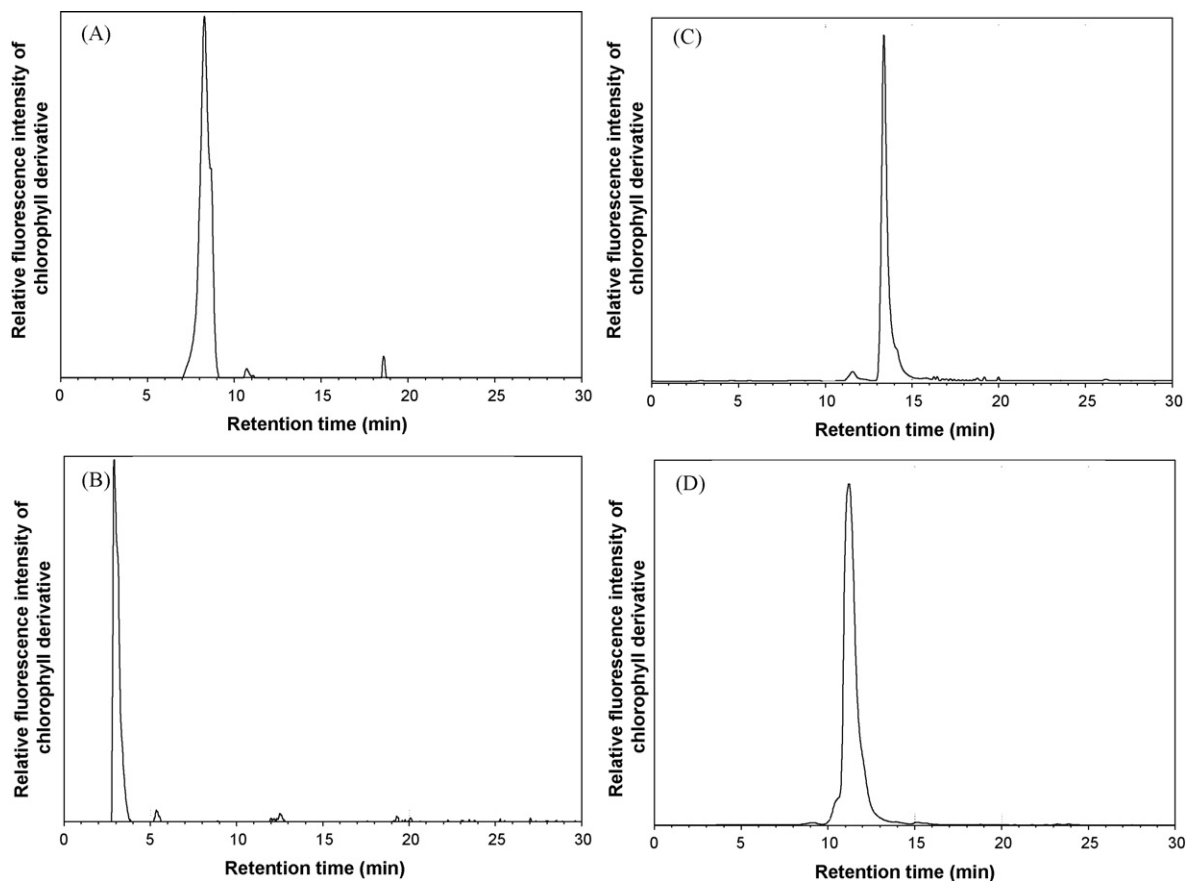 (A)
Relative fluorescence intensity of
chlorophyll derivative
0 5 10 15 20 25 30
Retention time (min)
(C)
Relative fluorescence intensity of
chlorophyll derivative
0 5 10 15 20 25 30
Retention time (min)
(B)
Relative fluorescence intensity of
chlorophyll derivative
0 5 10 15 20 25 30
Retention time (min)
(D)
Relative fluorescence intensity of
chlorophyll derivative
0 5 10 15 20 25 30
Retention time (min)